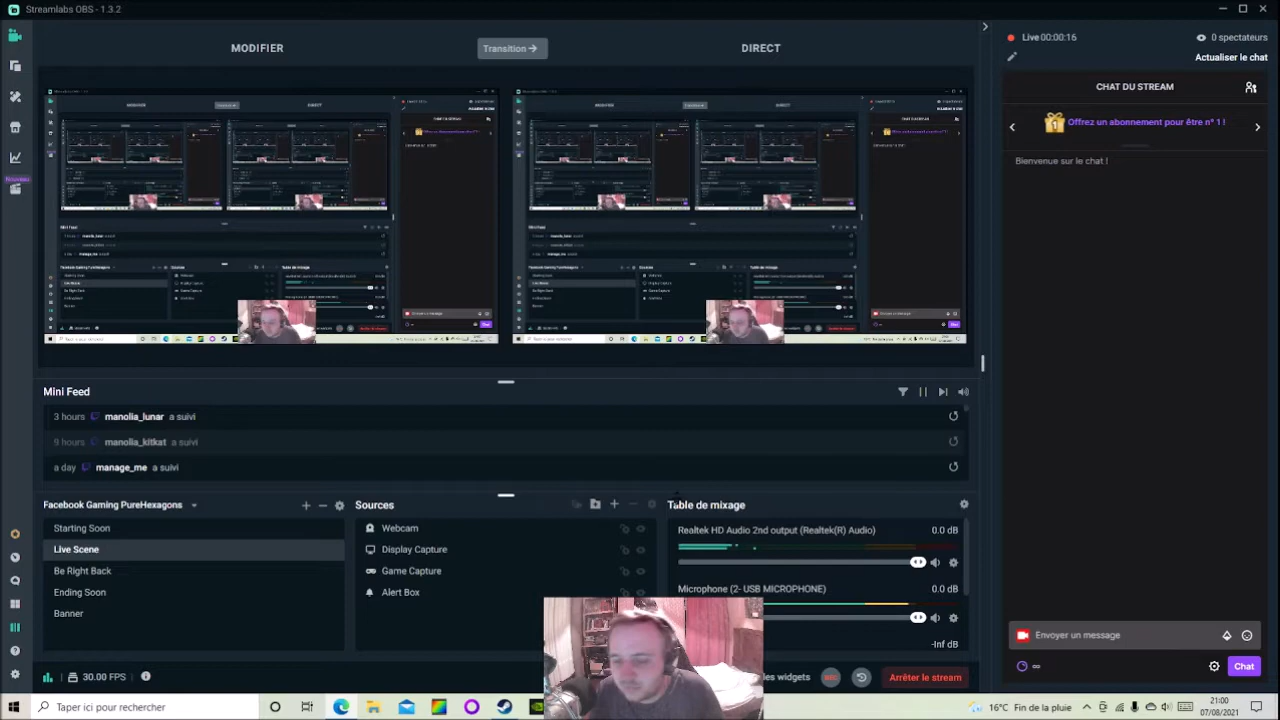 Streamlabs OBS - 1.3.2
MODIFIER
Transition
DIRECT
Live 00:00:16
0 spectateurs
Actualiser le chat
CHAT DU STREAM
1
Offrez un abonnement pour être n° 1 !
Bienvenue sur le chat !
Nouveau
Mini Feed
3 hours manolia_lunar a suivi
9 hours manolia_kitkat a suivi
a day manage_me a suivi
Facebook Gaming PureHexagons
Starting Soon
Live Scene
Be Right Back
Ending Soon
Banner
Sources
Webcam
Display Capture
Game Capture
Alert Box
Table de mixage
Realtek HD Audio 2nd output (Realtek(R) Audio)
0.0 dB
Microphone (2- USB MICROPHONE)
0.0 dB
-Inf dB
Envoyer un message
∞
Chat
30.00 FPS
les widgets
REC
Arrêter le stream
Taper ici pour rechercher
16°C Fin de la pluie
21:00
07/08/2021